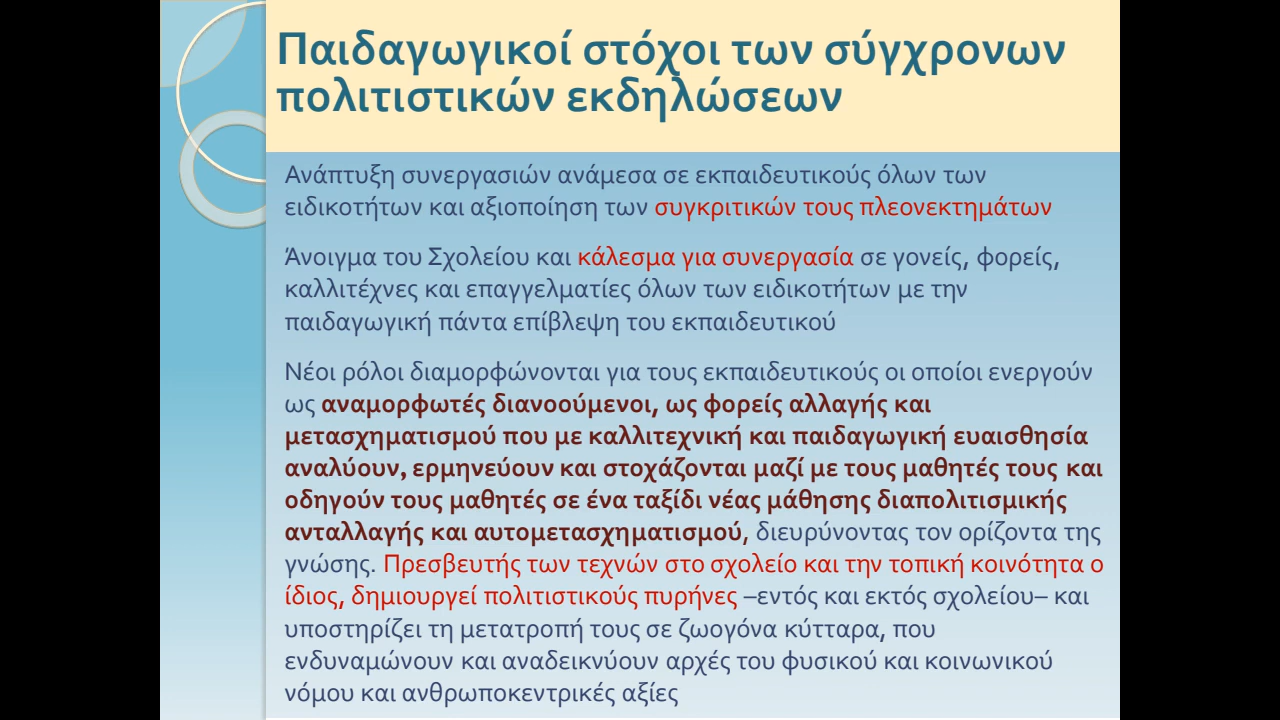 Παιδαγωγικοί στόχοι των σύγχρονων
πολιτιστικών εκδηλώσεων
Ανάπτυξη συνεργασιών ανάμεσα σε εκπαιδευτικούς όλων των
ειδικοτήτων και αξιοποίηση των συγκριτικών τους πλεονεκτημάτων
Άνοιγμα του Σχολείου και κάλεσμα για συνεργασία σε γονείς, φορείς,
καλλιτέχνες και επαγγελματίες όλων των ειδικοτήτων με την
παιδαγωγική πάντα επίβλεψη του εκπαιδευτικού
Νέοι ρόλοι διαμορφώνονται για τους εκπαιδευτικούς οι οποίοι ενεργούν
ως αναμορφωτές διανοούμενοι, ως φορείς αλλαγής και
μετασχηματισμού που με καλλιτεχνική και παιδαγωγική ευαισθησία
αναλύουν, ερμηνεύουν και στοχάζονται μαζί με τους μαθητές τους και
οδηγούν τους μαθητές σε ένα ταξίδι νέας μάθησης διαπολιτισμικής
ανταλλαγής και αυτομετασχηματισμού, διευρύνοντας τον ορίζοντα της
γνώσης. Πρεσβευτής των τεχνών στο σχολείο και την τοπική κοινότητα ο
ίδιος, δημιουργεί πολιτιστικούς πυρήνες –εντός και εκτός σχολείου– και
υποστηρίζει τη μετατροπή τους σε ζωογόνα κύτταρα, που
ενδυναμώνουν και αναδεικνύουν αρχές του φυσικού και κοινωνικού
νόμου και ανθρωποκεντρικές αξίες